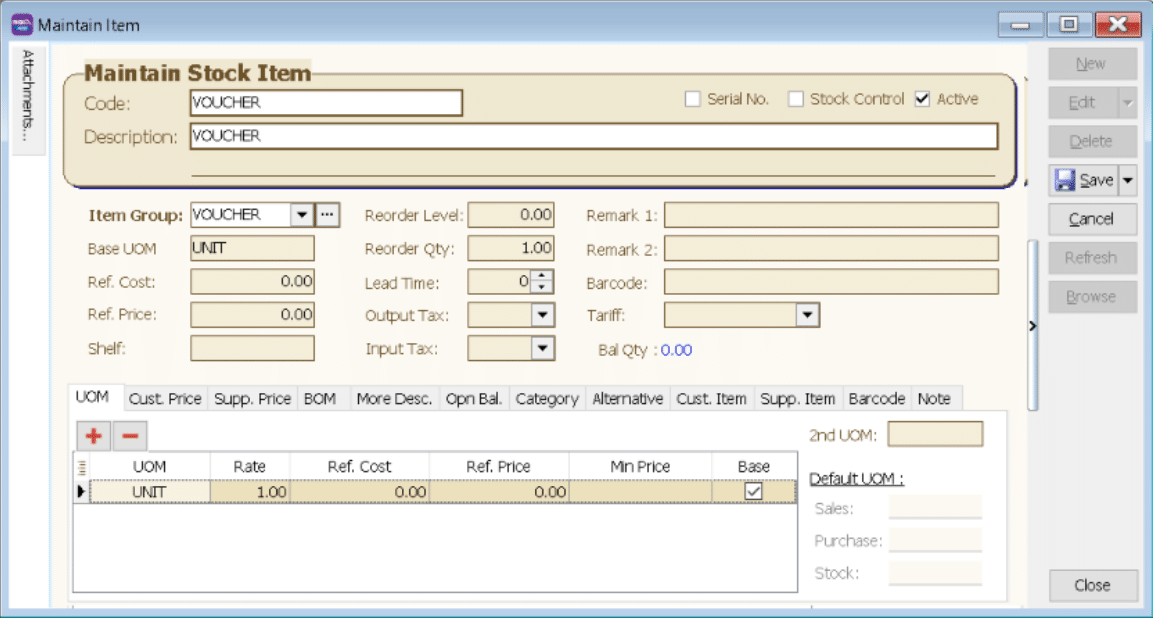 Maintain Item
Attachments...
Maintain Stock Item
Code: VOUCHER Serial No. Stock Control Active
Description: VOUCHER
Item Group: VOUCHER ... Reorder Level: 0.00 Remark 1:
Base UOM UNIT Reorder Qty: 1.00 Remark 2:
Ref. Cost: 0.00 Lead Time: 0 Barcode:
Ref. Price: 0.00 Output Tax: Tariff:
Shelf: Input Tax: Bal Qty : 0.00
UOM Cust. Price Supp. Price BOM More Desc. Opn Bal. Category Alternative Cust. Item Supp. Item Barcode Note
2nd UOM:
UOM Rate Ref. Cost Ref. Price Min Price Base
UNIT 1.00 0.00 0.00
Default UOM :
Sales:
Purchase:
Stock:
New
Edit
Delete
Save
Cancel
Refresh
Browse
Close